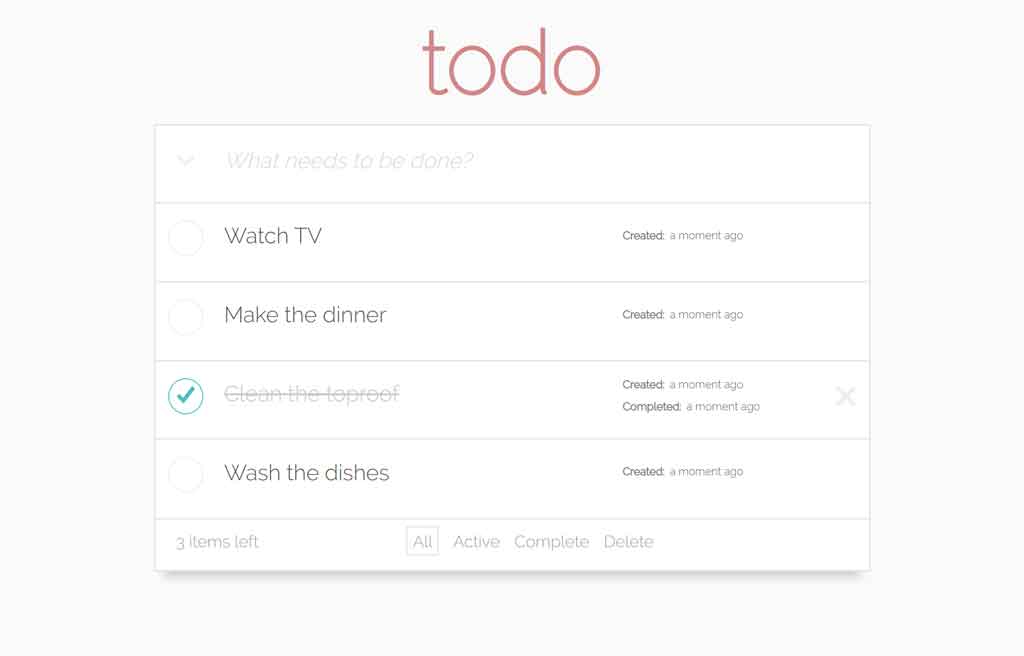 todo
What needs to be done?
Watch TV Created: a moment ago
Make the dinner Created: a moment ago
Clean the toproof Created: a moment ago
Completed: a moment ago
Wash the dishes Created: a moment ago
3 items left All Active Complete Delete